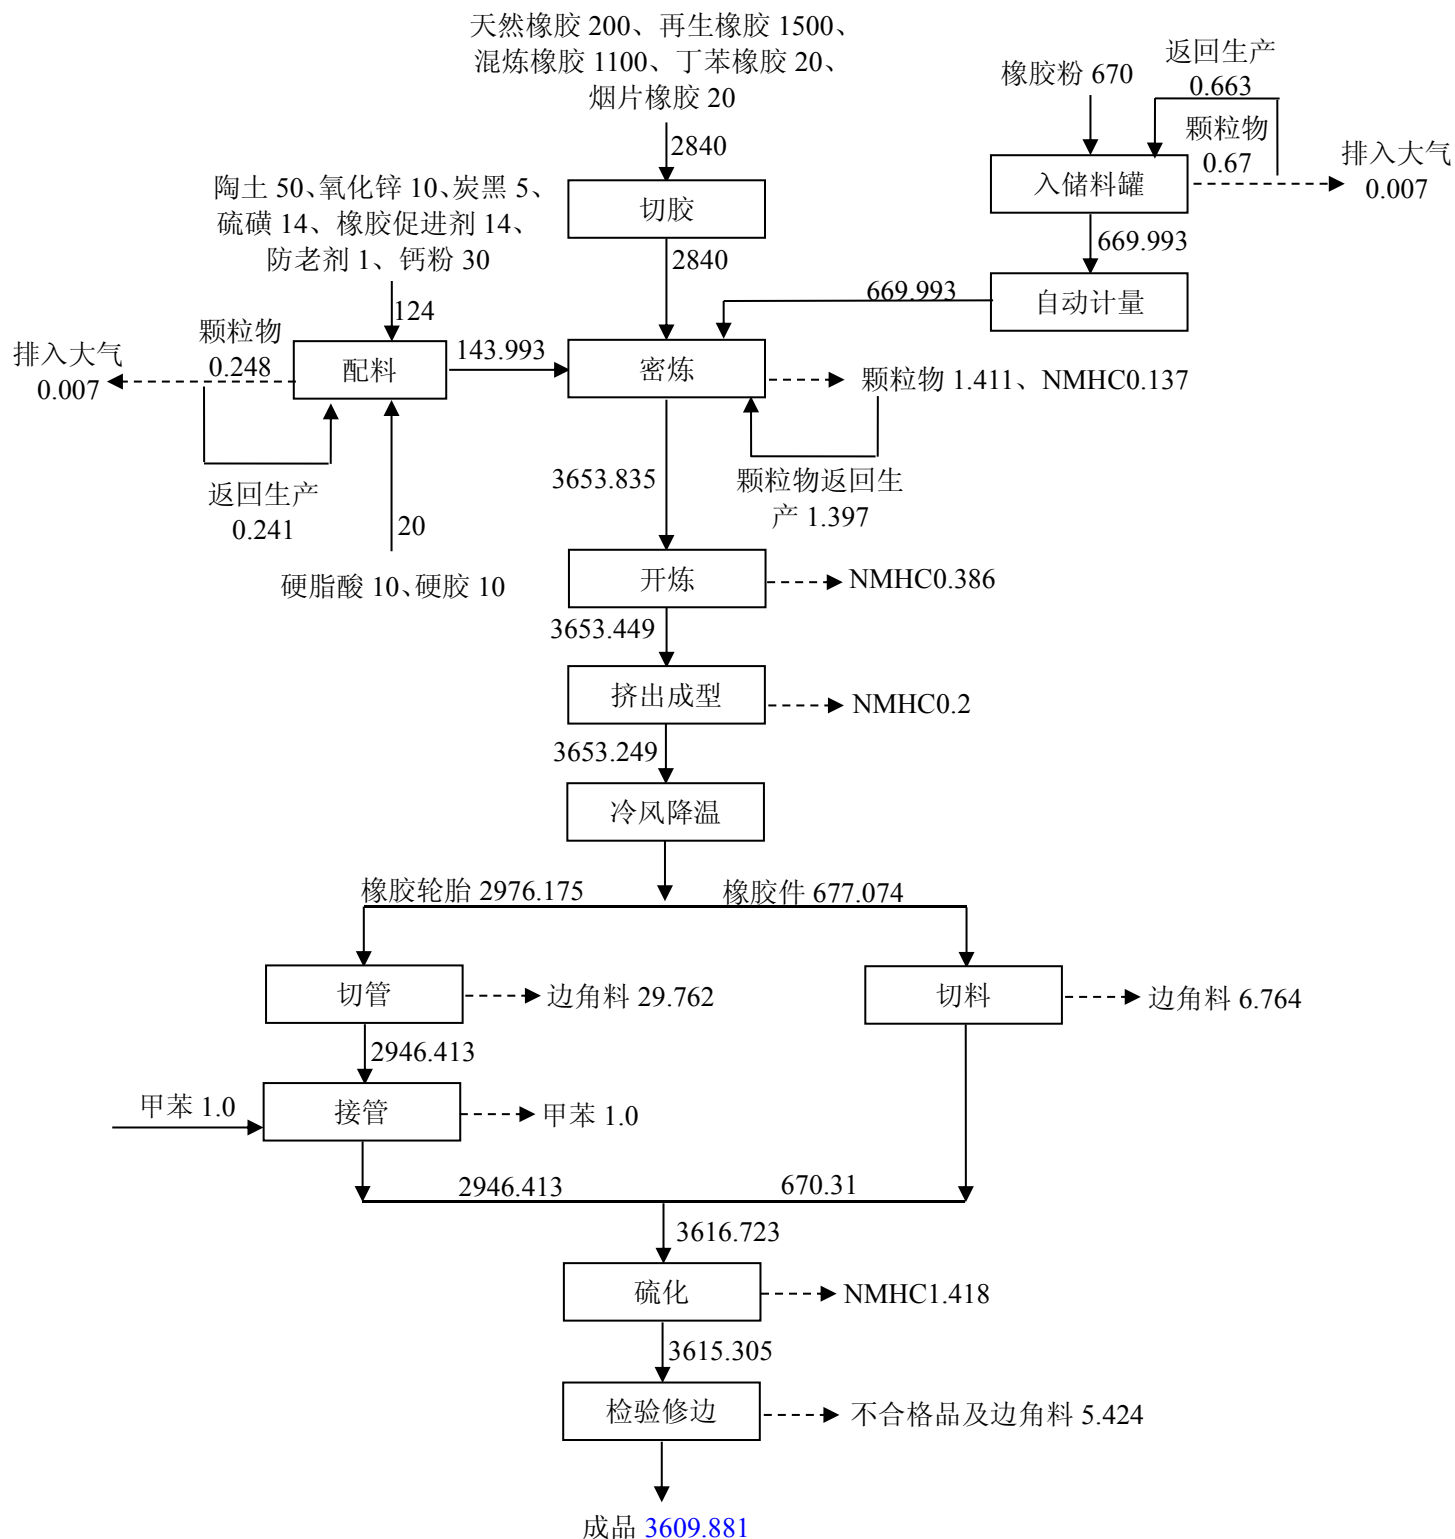 天然橡胶 200、再生橡胶 1500、
混炼橡胶 1100、丁苯橡胶 20、
烟片橡胶 20
2840
切胶
2840
橡胶粉 670
返回生产
0.663
颗粒物
0.67
排入大气
0.007
入储料罐
669.993
自动计量
669.993
陶土 50、氧化锌 10、炭黑 5、
硫磺 14、橡胶促进剂 14、
防老剂 1、钙粉 30
124
颗粒物
0.248
排入大气
0.007
配料
143.993
返回生产
0.241
20
硬脂酸 10、硬胶 10
密炼
颗粒物 1.411、NMHC0.137
颗粒物返回生
产 1.397
3653.835
开炼
NMHC0.386
3653.449
挤出成型
NMHC0.2
3653.249
冷风降温
橡胶轮胎 2976.175
橡胶件 677.074
切管
边角料 29.762
切料
边角料 6.764
2946.413
甲苯 1.0
接管
甲苯 1.0
2946.413
670.31
3616.723
硫化
NMHC1.418
3615.305
检验修边
不合格品及边角料 5.424
成品 3609.881